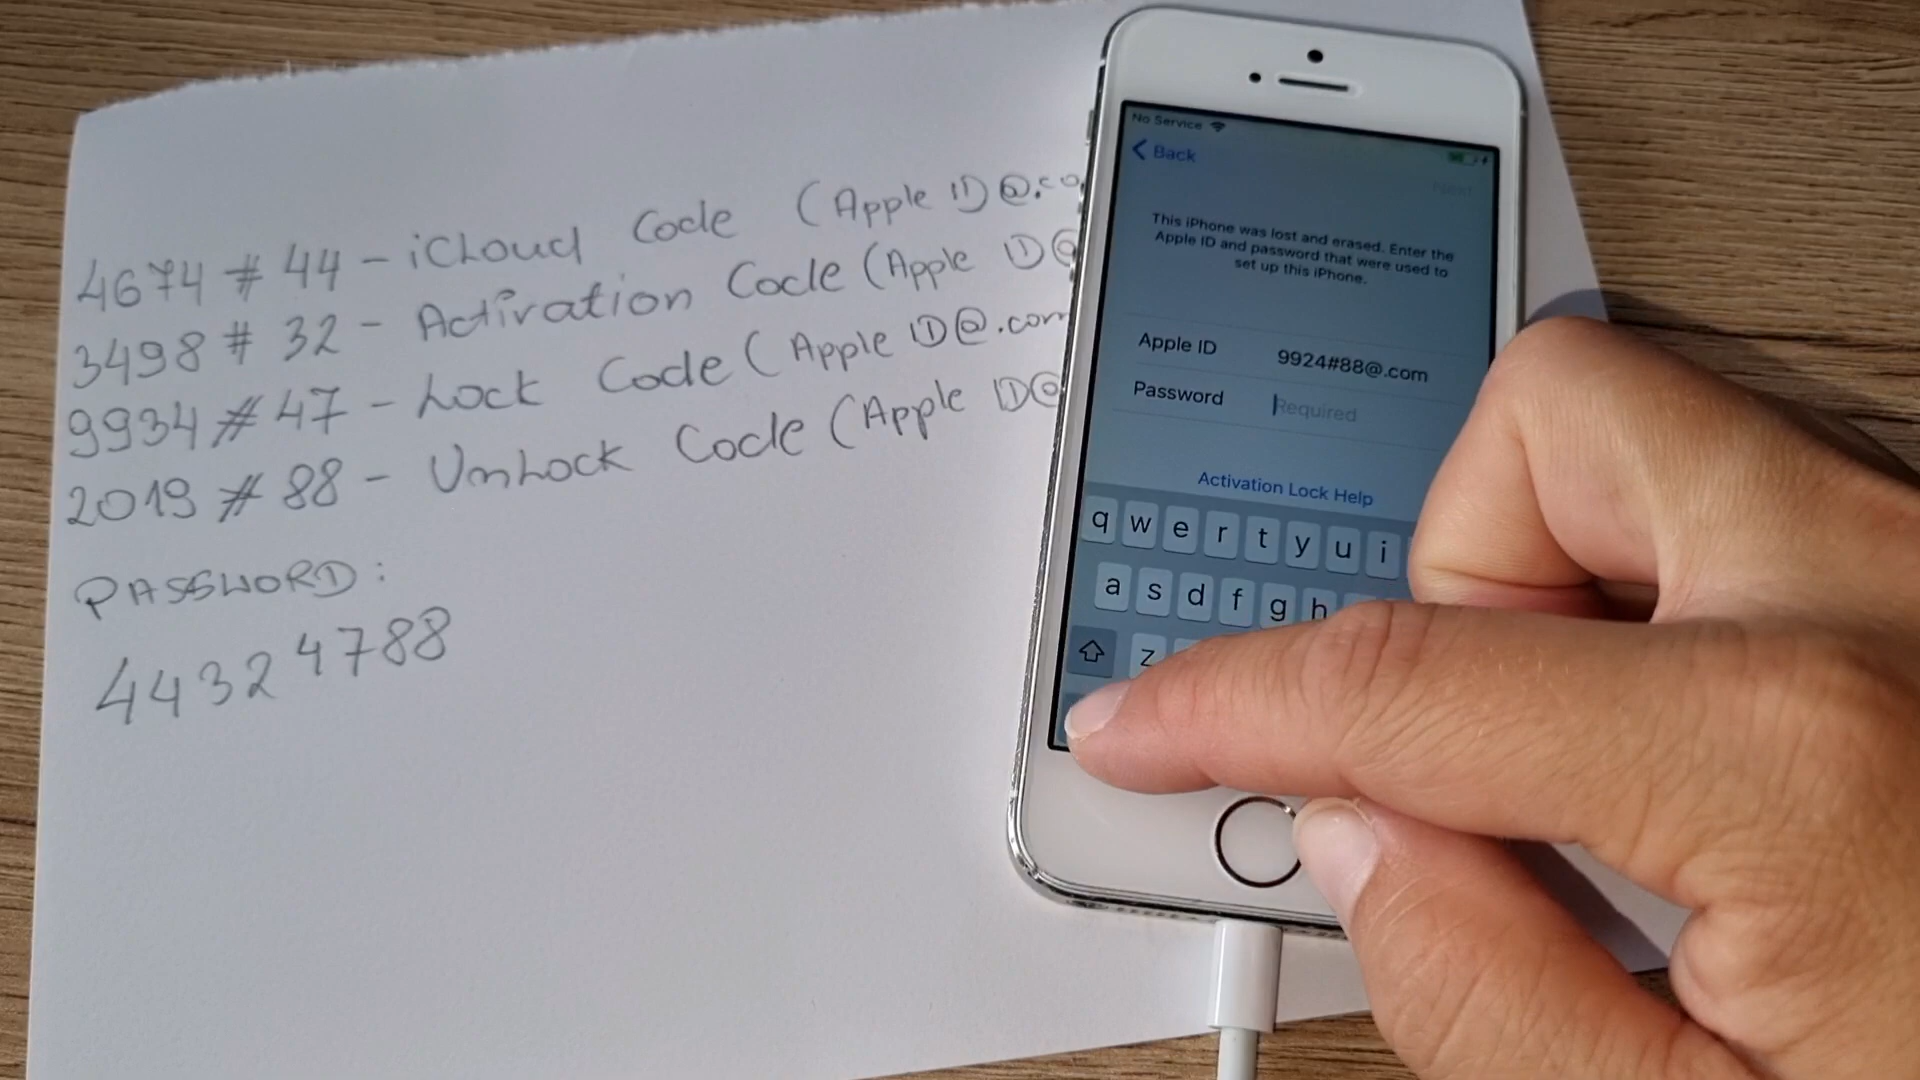 4674 # 44 - iCloud Code (Apple ID@.co
3498 # 32 - Activation Code (Apple ID@
9934 # 47 - Lock Code (Apple ID@.com
2019 # 88 - UnLock Code (Apple ID@
PASSWORD:
44324788
No Service
Back
Next
This iPhone was lost and erased. Enter the
Apple ID and password that were used to
set up this iPhone.
Apple ID 9924#88@.com
Password Required
Activation Lock Help
q w e r t y u i
a s d f g h
z